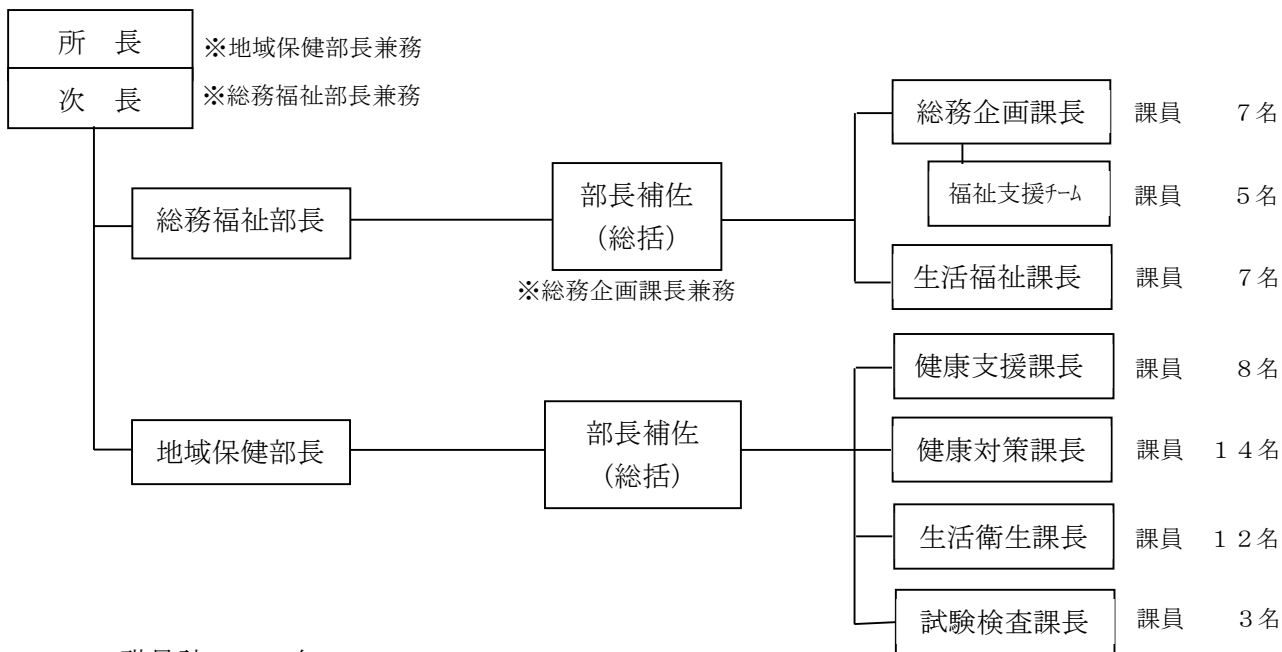 所　長
※地域保健部長兼務
次　長
※総務福祉部長兼務
総務企画課長　課員　７名
福祉支援ﾁｰﾑ　課員　５名
部長補佐
（総括）
総務福祉部長
※総務企画課長兼務
生活福祉課長　課員　７名
健康支援課長　課員　８名
部長補佐
（総括）
地域保健部長
健康対策課長　課員　１４名
生活衛生課長　課員　１２名
試験検査課長　課員　３名